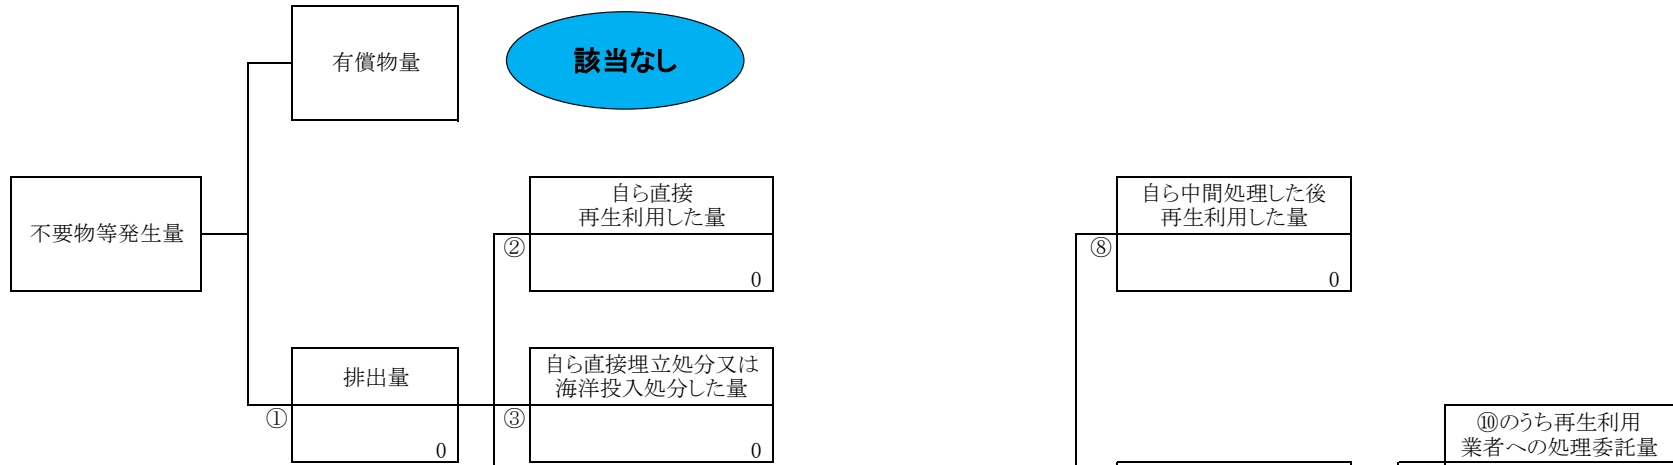 有償物量
該当なし
自ら直接
再生利用した量
自ら中間処理した後
再生利用した量
不要物等発生量
②
0
⑧
0
排出量
自ら直接埋立処分又は
海洋投入処分した量
①
0
③
0
⑩のうち再生利用
業者への処理委託量